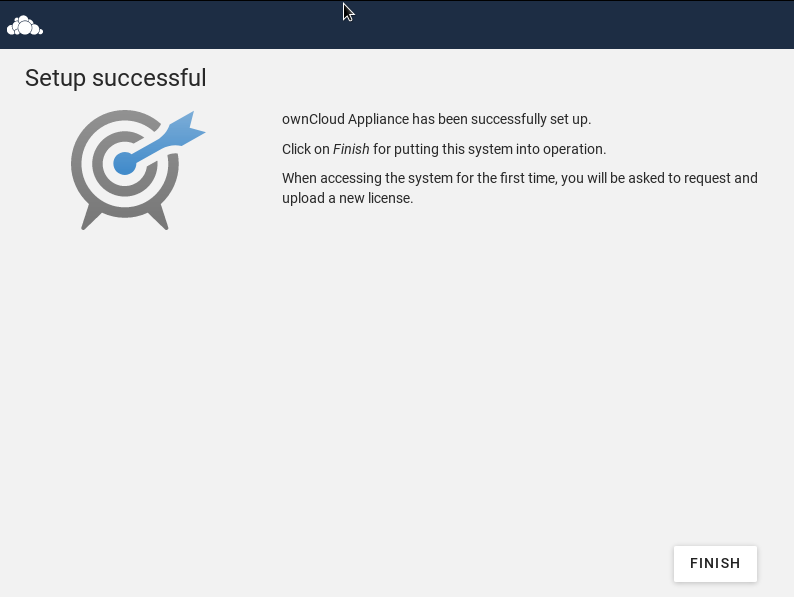 Setup successful
ownCloud Appliance has been successfully set up.
Click on Finish for putting this system into operation.
When accessing the system for the first time, you will be asked to request and
upload a new license.
FINISH